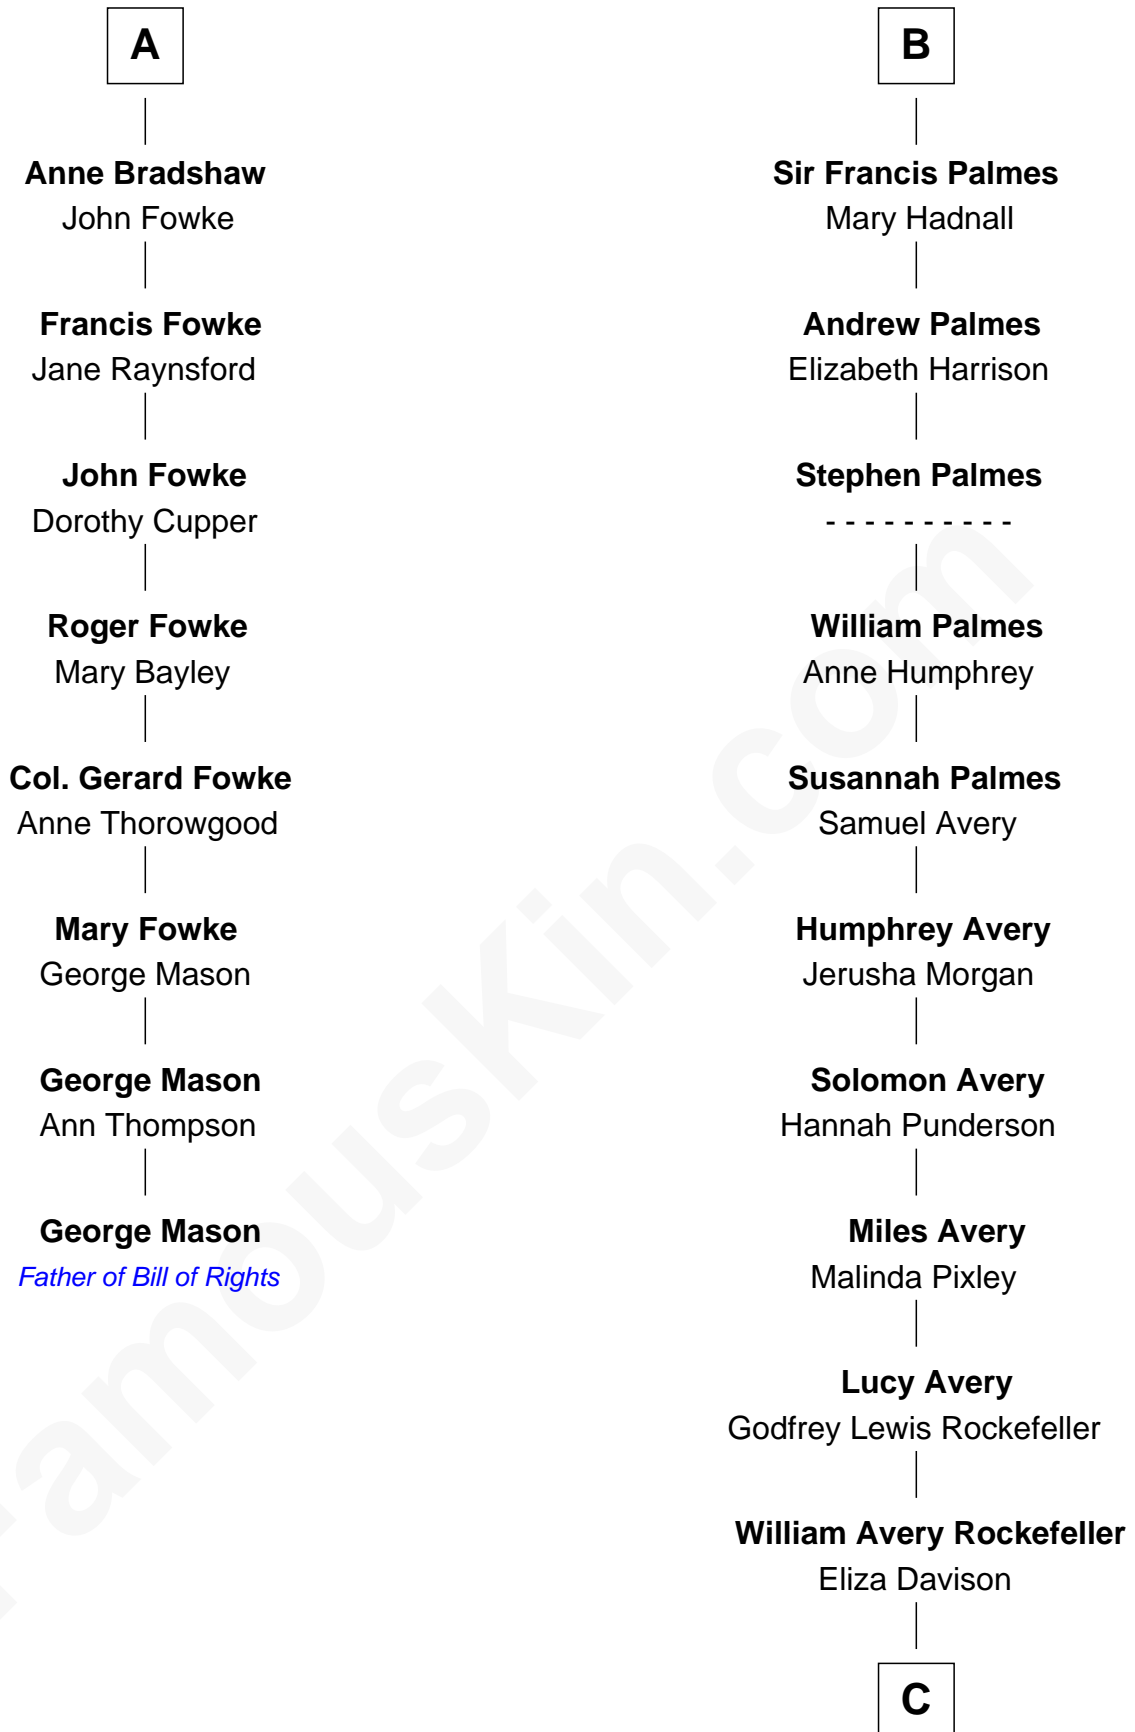 A
Anne Bradshaw
John Fowke
Francis Fowke
Jane Raynsford
John Fowke
Dorothy Cupper
Roger Fowke
Mary Bayley
Col. Gerard Fowke
Anne Thorowgood
Mary Fowke
George Mason
George Mason
Ann Thompson
George Mason
Father of Bill of Rights
B
Sir Francis Palmes
Mary Hadnall
Andrew Palmes
Elizabeth Harrison
Stephen Palmes
- - - - - - - - - -
William Palmes
Anne Humphrey
Susannah Palmes
Samuel Avery
Humphrey Avery
Jerusha Morgan
Solomon Avery
Hannah Punderson
Miles Avery
Malinda Pixley
Lucy Avery
Godfrey Lewis Rockefeller
William Avery Rockefeller
Eliza Davison
C
FamousKin.com